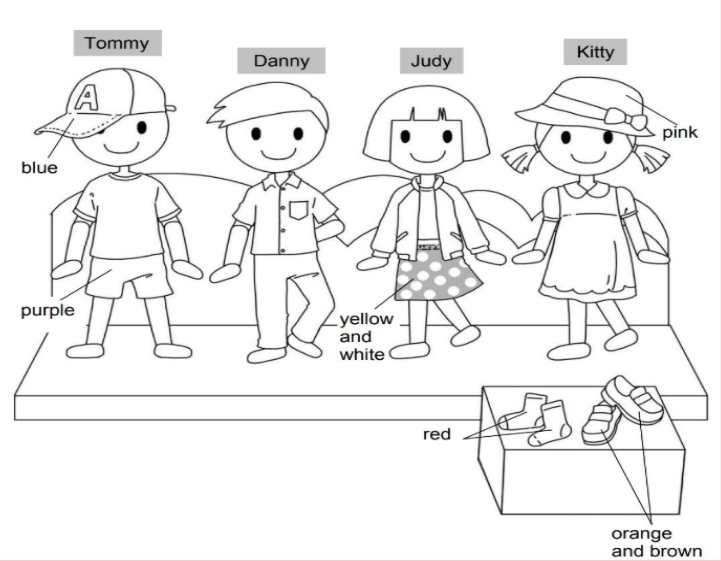 Tommy
Danny
Judy
Kitty
A
pink
blue
purple
yellow
and
white
red
orange
and brown